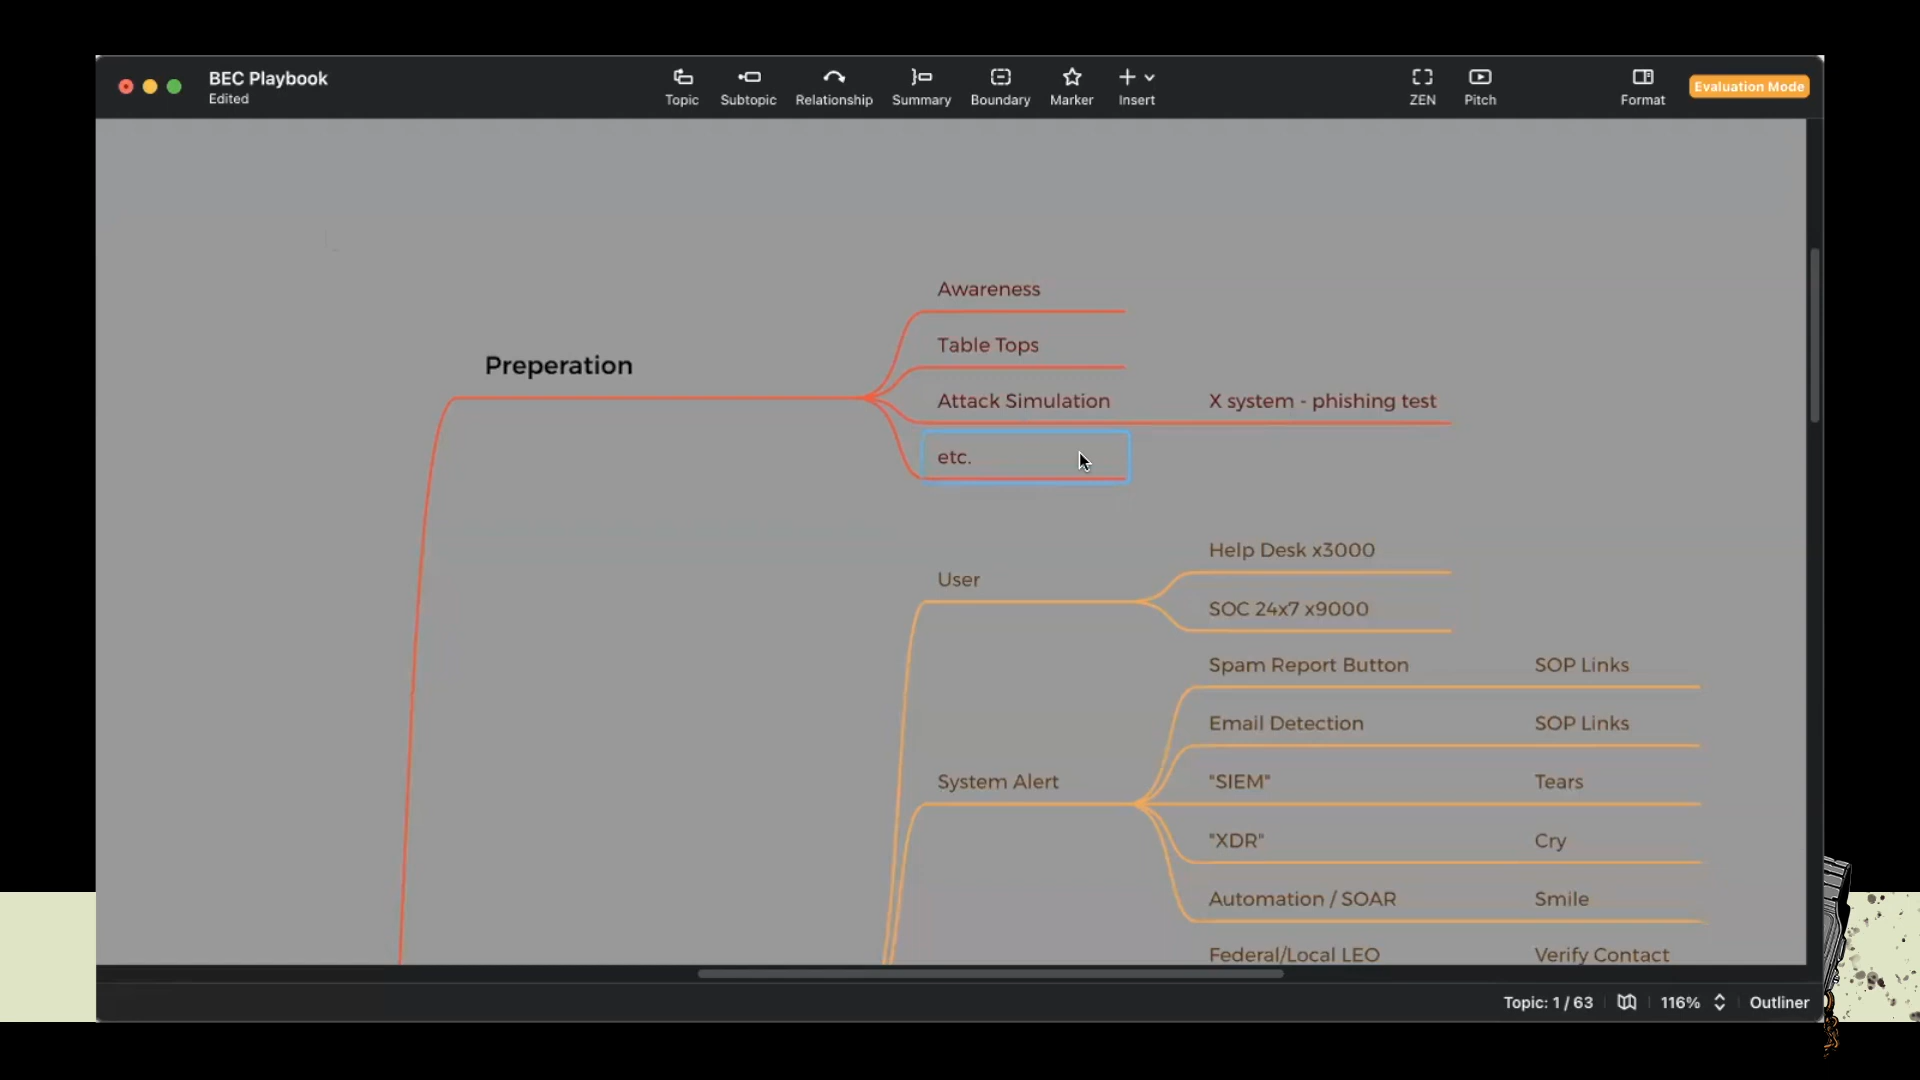 BEC Playbook
Edited
Topic
Subtopic
Relationship
Summary
Boundary
Marker
Insert
ZEN
Pitch
Format
Evaluation Mode
Preperation
Awareness
Table Tops
Attack Simulation
X system - phishing test
etc.
User
Help Desk x3000
SOC 24x7 x9000
System Alert
Spam Report Button
SOP Links
Email Detection
SOP Links
"SIEM"
Tears
"XDR"
Cry
Automation / SOAR
Smile
Federal/Local LEO
Verify Contact
Topic: 1 / 63
116%
Outliner